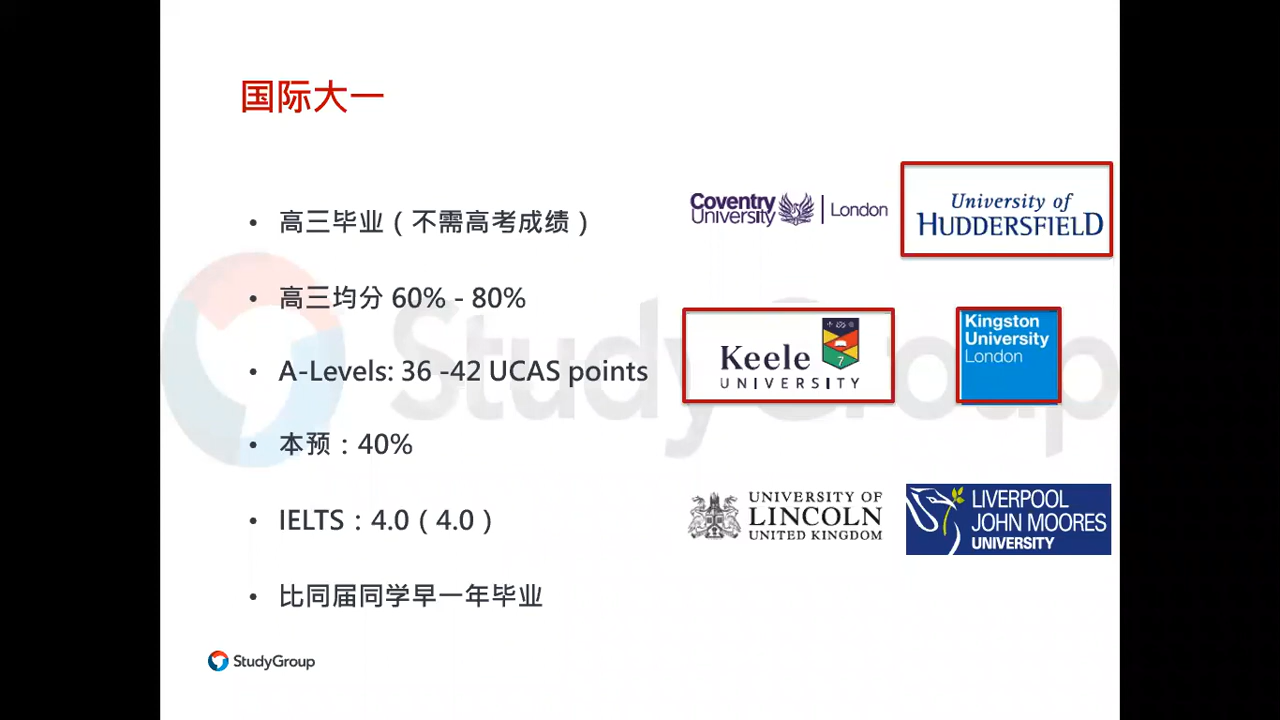 国际大一
高三毕业（不需高考成绩）
高三均分 60% - 80%
A-Levels: 36 -42 UCAS points
本预：40%
IELTS：4.0（4.0）
比同届同学早一年毕业
Coventry
University
London
University of
HUDDERSFIELD
Keele
UNIVERSITY
Kingston
University
London
UNIVERSITY OF
LINCOLN
UNITED KINGDOM
LIVERPOOL
JOHN MOORES
UNIVERSITY
StudyGroup
StudyGroup